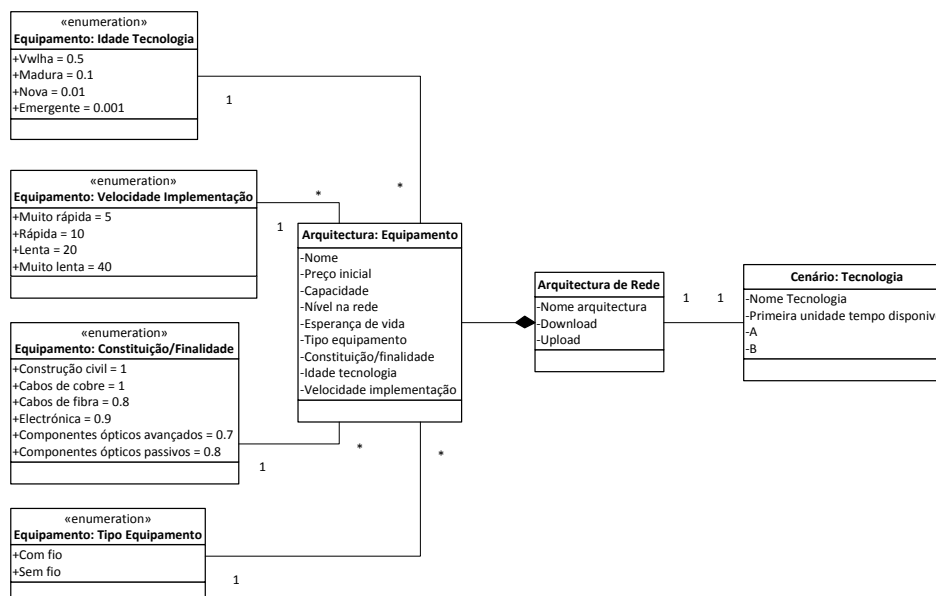 «enumeration»
Equipamento: Idade Tecnologia
+Vwlha = 0.5
+Madura = 0.1
+Nova = 0.01
+Emergente = 0.001
1
*
«enumeration»
Equipamento: Velocidade Implementação
+Muito rápida = 5
+Rápida = 10
+Lenta = 20
+Muito lenta = 40
1
*
«enumeration»
Equipamento: Constituição/Finalidade
+Construção civil = 1
+Cabos de cobre = 1
+Cabos de fibra = 0.8
+Electrónica = 0.9
+Componentes ópticos avançados = 0.7
+Componentes ópticos passivos = 0.8
1
*
«enumeration»
Equipamento: Tipo Equipamento
+Com fio
+Sem fio
1
*
Arquitectura: Equipamento
-Nome
-Preço inicial
-Capacidade
-Nível na rede
-Esperança de vida
-Tipo equipamento
-Constituição/finalidade
-Idade tecnologia
-Velocidade implementação
Arquitectura de Rede
-Nome arquitectura
-Download
-Upload
1
1
Cenário: Tecnologia
-Nome Tecnologia
-Primeira unidade tempo disponive
-A
-B